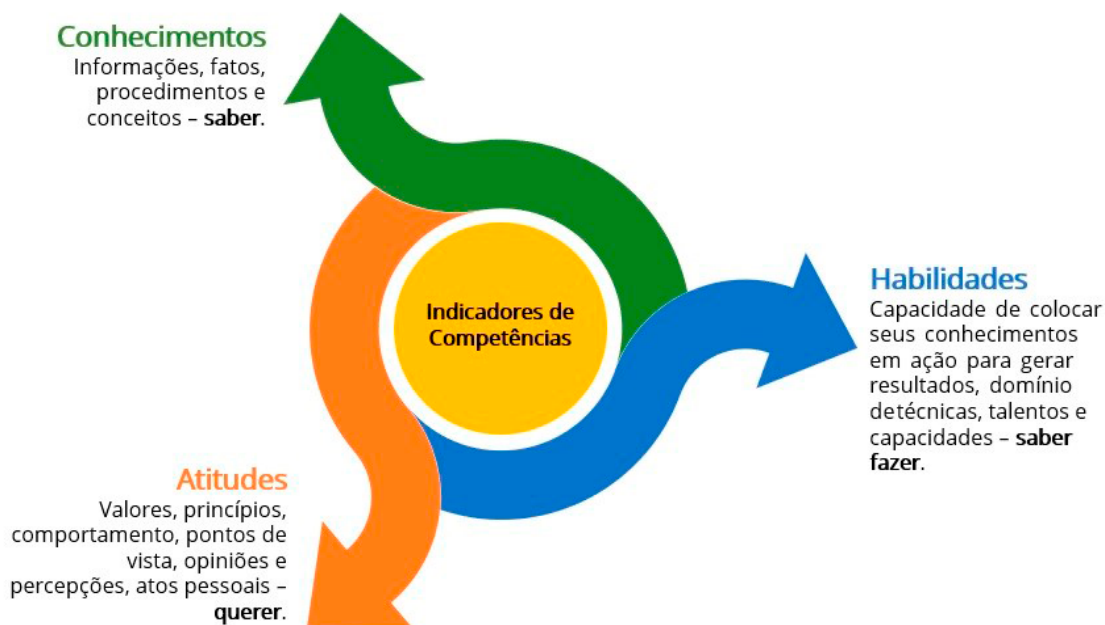 Conhecimentos
Informações, fatos,
procedimentos e
conceitos – saber.
Indicadores de
Competências
Habilidades
Capacidade de colocar
seus conhecimentos
em ação para gerar
resultados, domínio
detécnicas, talentos e
capacidades – saber
fazer.
Atitudes
Valores, princípios,
comportamento, pontos de
vista, opiniões e
percepções, atos pessoais –
querer.